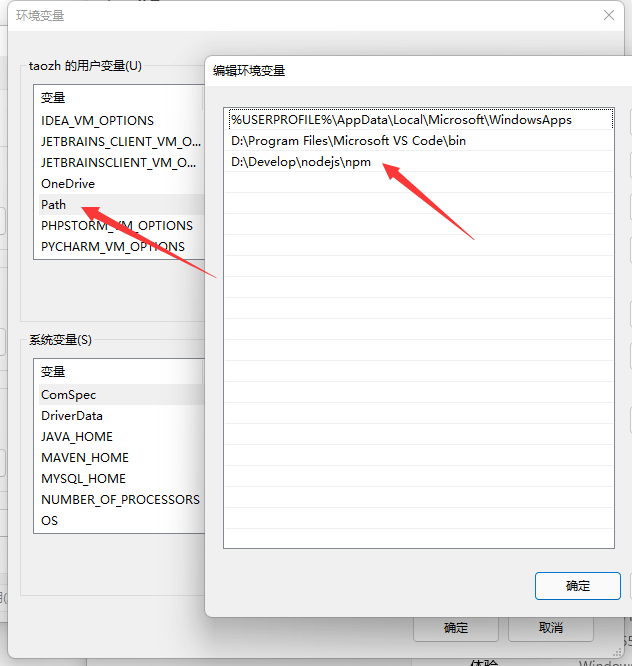 环境变量
taozh 的用户变量(U)
变量
IDEA_VM_OPTIONS
JETBRAINS_CLIENT_VM_O...
JETBRAINSCLIENT_VM_O...
OneDrive
Path
PHPSTORM_VM_OPTIONS
PYCHARM_VM_OPTIONS
系统变量(S)
变量
ComSpec
DriverData
JAVA_HOME
MAVEN_HOME
MYSQL_HOME
NUMBER_OF_PROCESSORS
OS
编辑环境变量
%USERPROFILE%\AppData\Local\Microsoft\WindowsApps
D:\Program Files\Microsoft VS Code\bin
D:\Develop\nodejs\npm
确定
确定
取消
体验